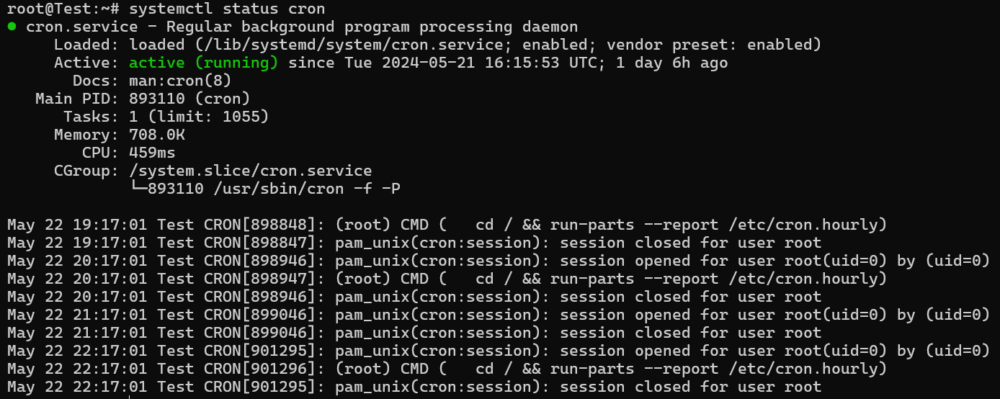 root@Test:~# systemctl status cron
● cron.service - Regular background program processing daemon
     Loaded: loaded (/lib/systemd/system/cron.service; enabled; vendor preset: enabled)
     Active: active (running) since Tue 2024-05-21 16:15:53 UTC; 1 day 6h ago
       Docs: man:cron(8)
   Main PID: 893110 (cron)
      Tasks: 1 (limit: 1055)
     Memory: 708.0K
        CPU: 459ms
     CGroup: /system.slice/cron.service
             └─893110 /usr/sbin/cron -f -P

May 22 19:17:01 Test CRON[898848]: (root) CMD (   cd / && run-parts --report /etc/cron.hourly)
May 22 19:17:01 Test CRON[898847]: pam_unix(cron:session): session closed for user root
May 22 20:17:01 Test CRON[898946]: pam_unix(cron:session): session opened for user root(uid=0) by (uid=0)
May 22 20:17:01 Test CRON[898947]: (root) CMD (   cd / && run-parts --report /etc/cron.hourly)
May 22 20:17:01 Test CRON[898946]: pam_unix(cron:session): session closed for user root
May 22 21:17:01 Test CRON[899046]: pam_unix(cron:session): session opened for user root(uid=0) by (uid=0)
May 22 21:17:01 Test CRON[899046]: pam_unix(cron:session): session closed for user root
May 22 22:17:01 Test CRON[901295]: pam_unix(cron:session): session opened for user root(uid=0) by (uid=0)
May 22 22:17:01 Test CRON[901296]: (root) CMD (   cd / && run-parts --report /etc/cron.hourly)
May 22 22:17:01 Test CRON[901295]: pam_unix(cron:session): session closed for user root